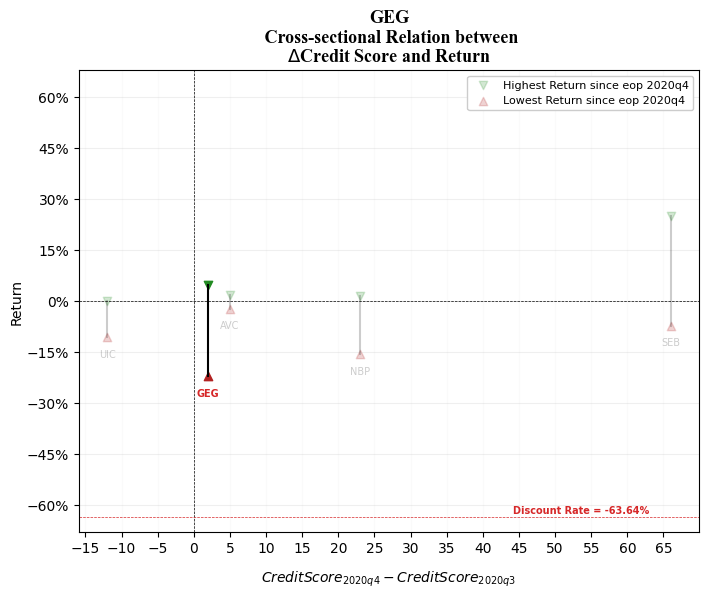 GEG
Cross-sectional Relation between
ΔCredit Score and Return
Highest Return since eop 2020q4
Lowest Return since eop 2020q4
60%
45%
30%
15%
0%
−15%
−30%
−45%
−60%
Return
UIC
GEG
AVC
NBP
SEB
Discount Rate = -63.64%
−15 −10 −5 0 5 10 15 20 25 30 35 40 45 50 55 60 65
CreditScore2020q4 − CreditScore2020q3